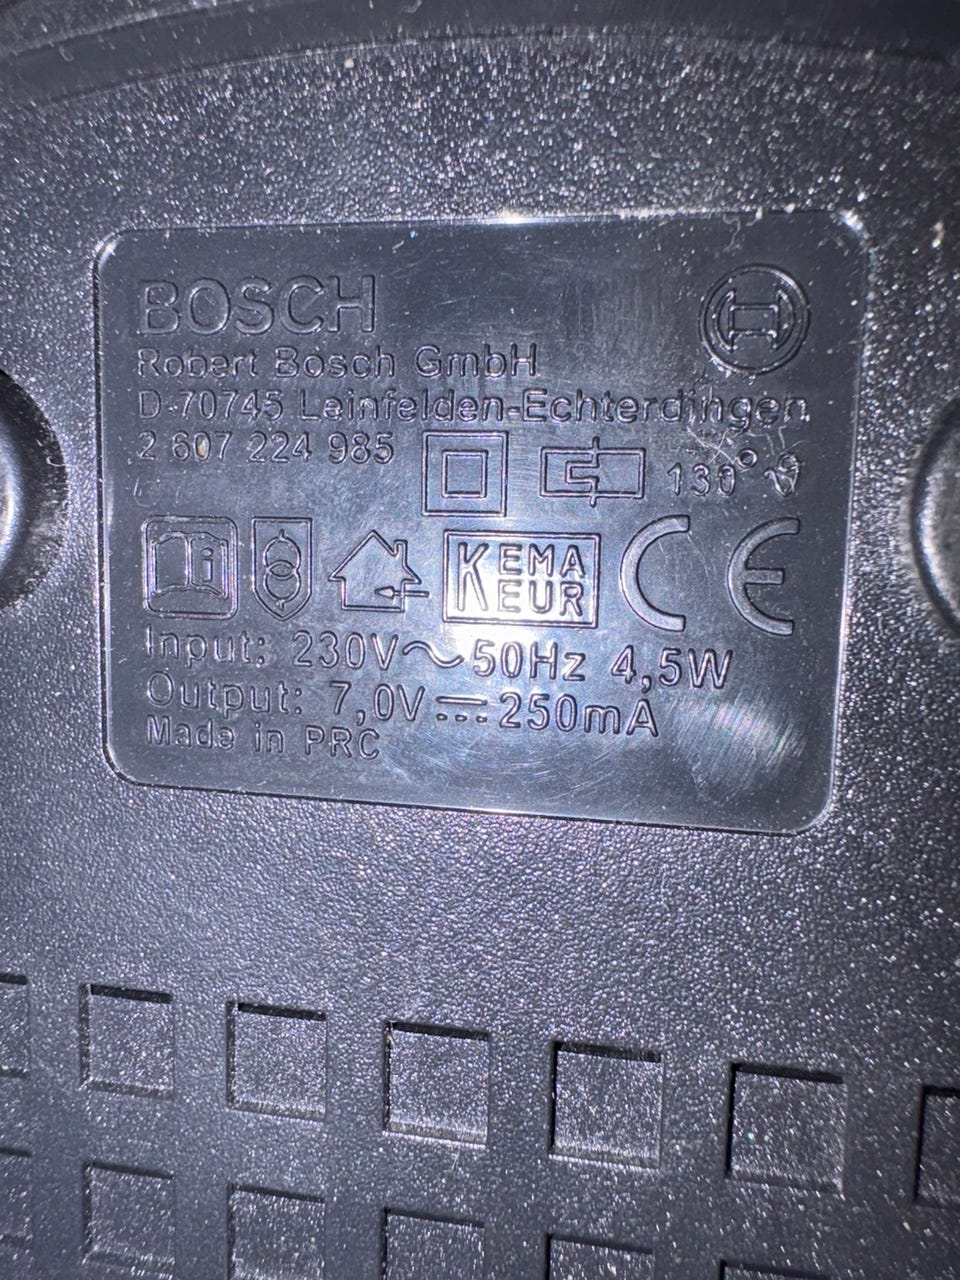 BOSCH
Robert Bosch GmbH
D-70745 Leinfelden-Echterdingen
2 607 224 985
130°
i
KEMA
EUR
CE
Input: 230V~50Hz 4,5W
Output: 7,0V⎓250mA
Made in PRC